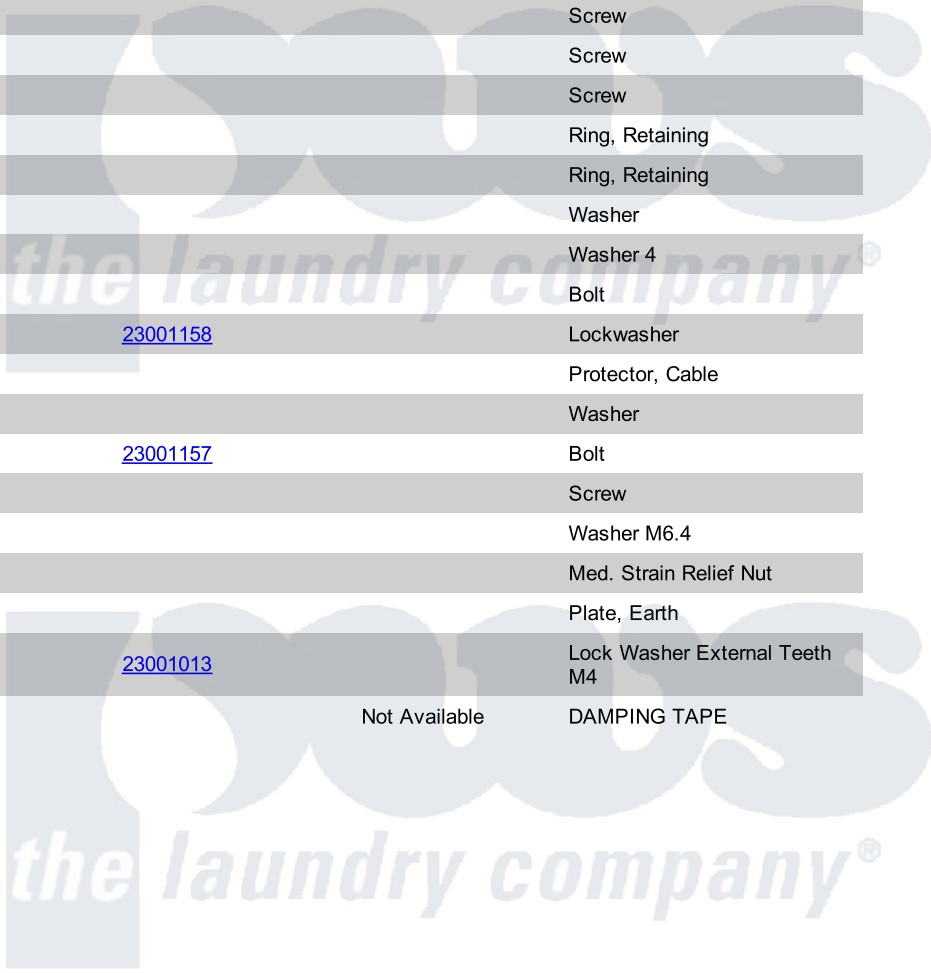 Screw
Screw
Screw
Ring, Retaining
Ring, Retaining
Washer
Washer 4
the laundry company®
Bolt
23001158 Lockwasher
Protector, Cable
Washer
23001157 Bolt
Screw
Washer M6.4
Med. Strain Relief Nut
Plate, Earth
23001013 Lock Washer External Teeth
M4
Not Available DAMPING TAPE
pws
the laundry company®